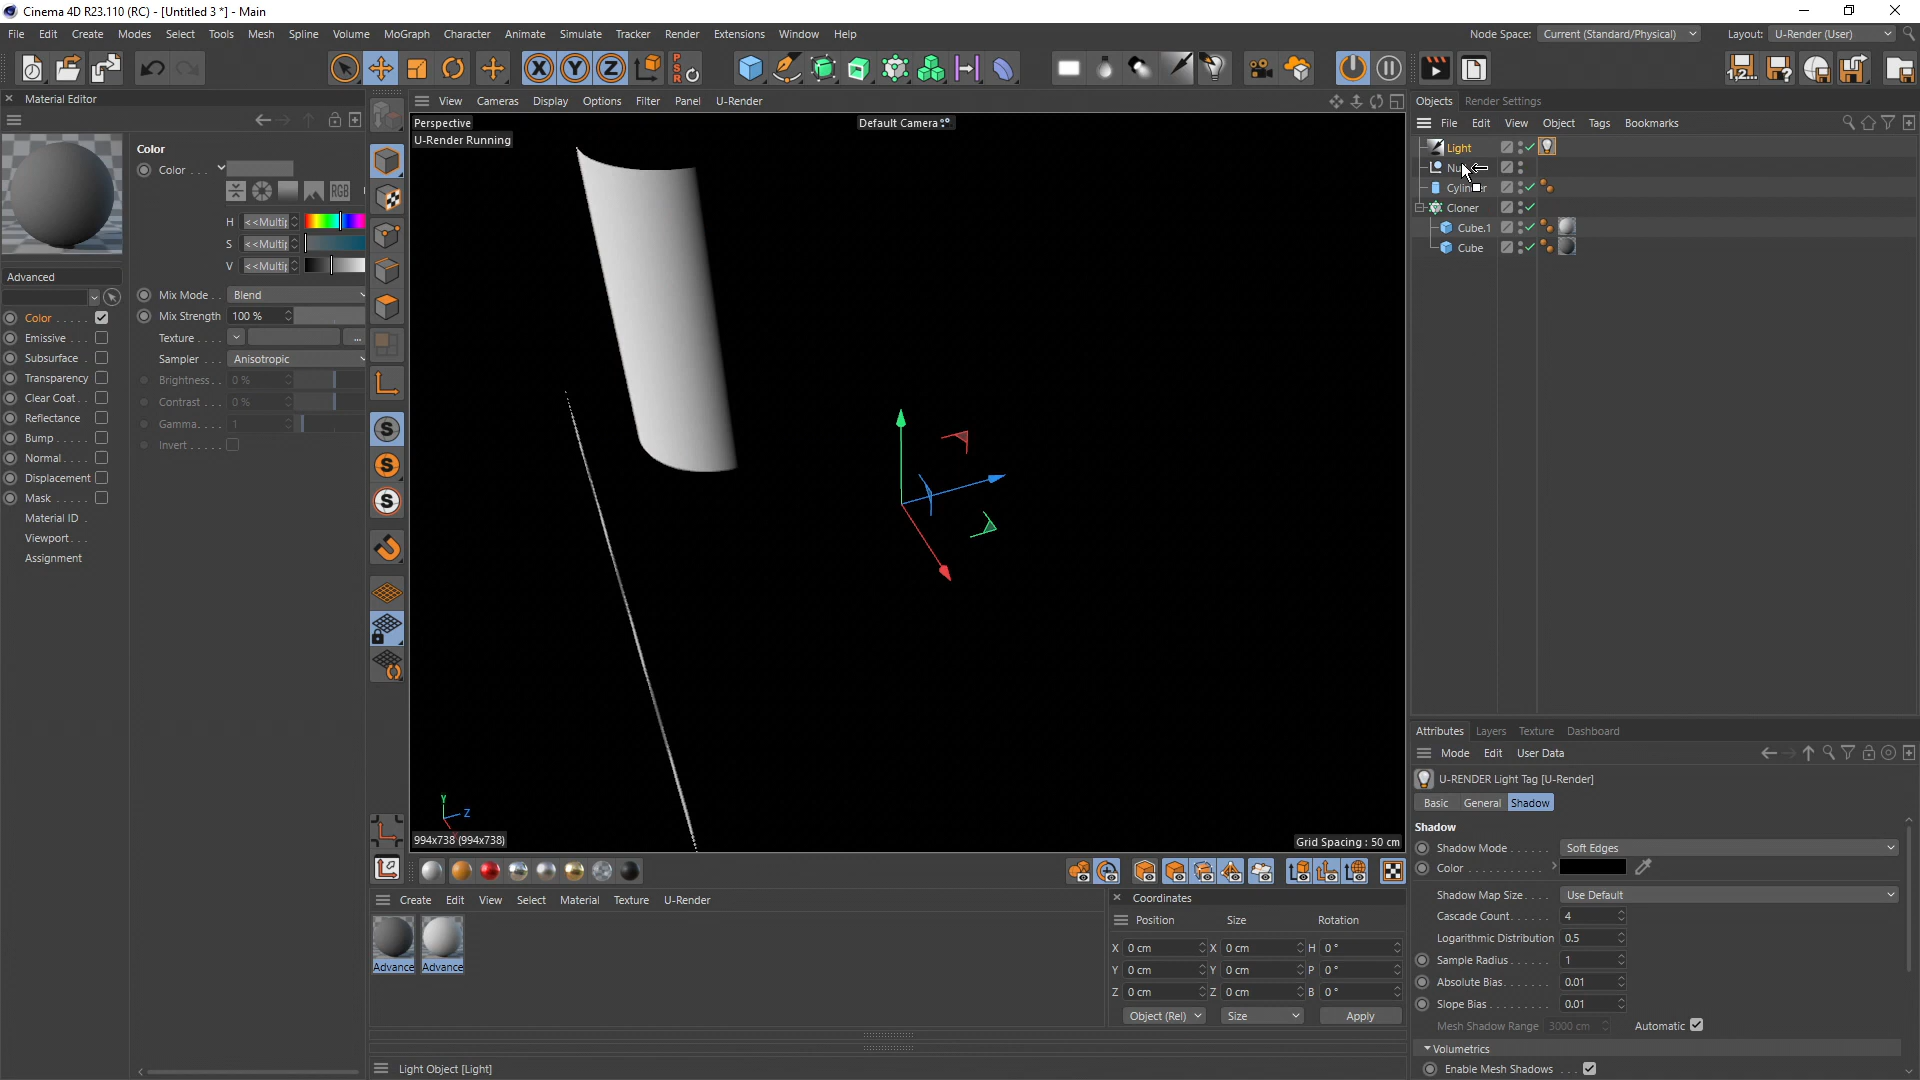 Cinema 4D R23.110 (RC) - [Untitled 3 *] - Main
File Edit Create Modes Select Tools Mesh Spline Volume MoGraph Character Animate Simulate Tracker Render Extensions Window Help
Node Space: Current (Standard/Physical) Layout: U-Render (User)
PSR
1,2...
Material Editor
View Cameras Display Options Filter Panel U-Render
Objects Render Settings
File Edit View Object Tags Bookmarks
Perspective
Default Camera
U-Render Running
Light
Cloner
Cube.1
Cube
Color
Color . . .
RGB
H <<Multip
S <<Multip
V <<Multip
Mix Mode . . Blend
Mix Strength 100 %
Texture . . . . ...
Sampler . . . Anisotropic
Brightness. . 0 %
Contrast . . . 0 %
Gamma. . . . 1
Invert . . . . .
Advanced
Color . . . . .
Emissive . . .
Subsurface .
Transparency
Clear Coat . .
Reflectance
Bump. . . . .
Normal. . . .
Displacement
Mask . . . . .
Material ID .
Viewport. . .
Assignment
X Y Z
S
S
S
Y
Z
994x738 (994x738)
Grid Spacing : 50 cm
Create Edit View Select Material Texture U-Render
Advance Advance
Coordinates
Position Size Rotation
X 0 cm X 0 cm H 0 °
Y 0 cm Y 0 cm P 0 °
Z 0 cm Z 0 cm B 0 °
Object (Rel) Size Apply
Light Object [Light]
Attributes Layers Texture Dashboard
Mode Edit User Data
U-RENDER Light Tag [U-Render]
Basic General Shadow
Shadow
Shadow Mode . . . . . . Soft Edges
Color . . . . . . . . . . .
Shadow Map Size . . . . Use Default
Cascade Count. . . . . . 4
Logarithmic Distribution 0.5
Sample Radius. . . . . . 1
Absolute Bias. . . . . . . 0.01
Slope Bias . . . . . . . . . 0.01
Mesh Shadow Range 3000 cm Automatic
Volumetrics
Enable Mesh Shadows . . .